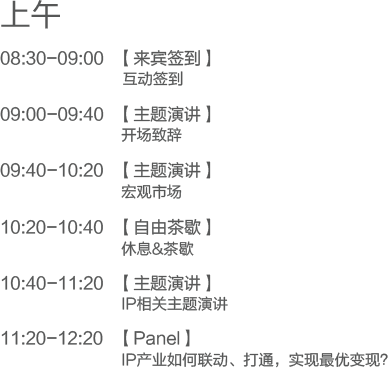 上午
08:30-09:00 【来宾签到】
互动签到
09:00-09:40 【主题演讲】
开场致辞
09:40-10:20 【主题演讲】
宏观市场
10:20-10:40 【自由茶歇】
休息&茶歇
10:40-11:20 【主题演讲】
IP相关主题演讲
11:20-12:20 【Panel】
IP产业如何联动、打通，实现最优变现?